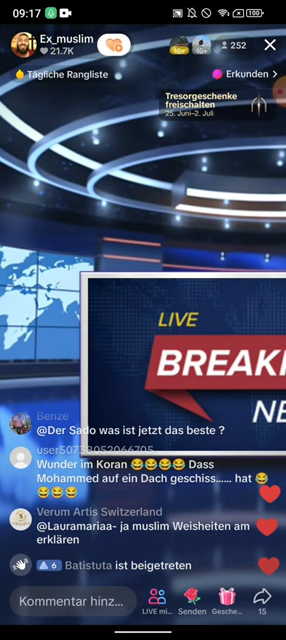 09:17
100
Ex_muslim
21.7K
10
10
252
Tägliche Rangliste
Erkunden >
Tresorgeschenke
freischalten
25. Juni–2. Juli
LIVE
BREAKI
NE
Benze
@Der Sado was ist jetzt das beste ?
user50730052066705
Wunder im Koran 😂😂😂😂 Dass
Mohammed auf ein Dach geschiss...... hat 😂
😂😂😂
Verum Artis Switzerland
@Lauramariaa- ja muslim Weisheiten am
erklären
6 Batistuta ist beigetreten
Kommentar hinz...
LIVE mi...
Senden
Gesche...
15